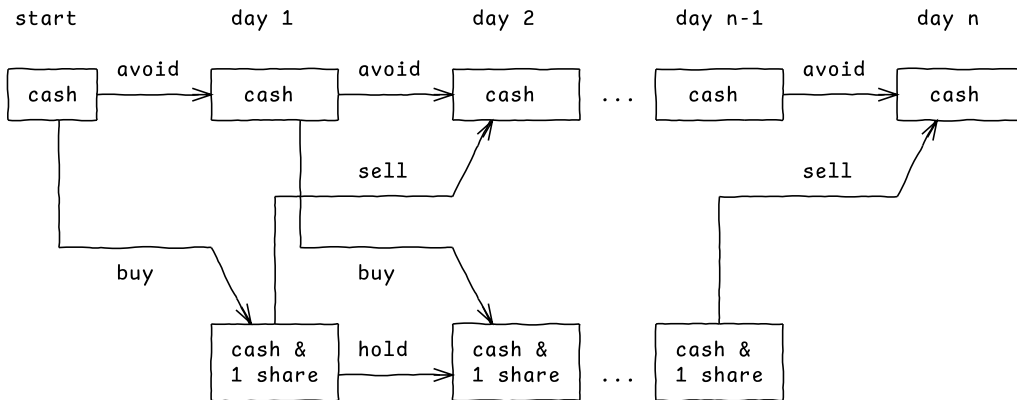 start day 1 day 2 day n-1 day n
avoid avoid avoid
cash cash cash ... cash cash
sell sell
buy buy
cash & hold cash & cash &
1 share 1 share ... 1 share